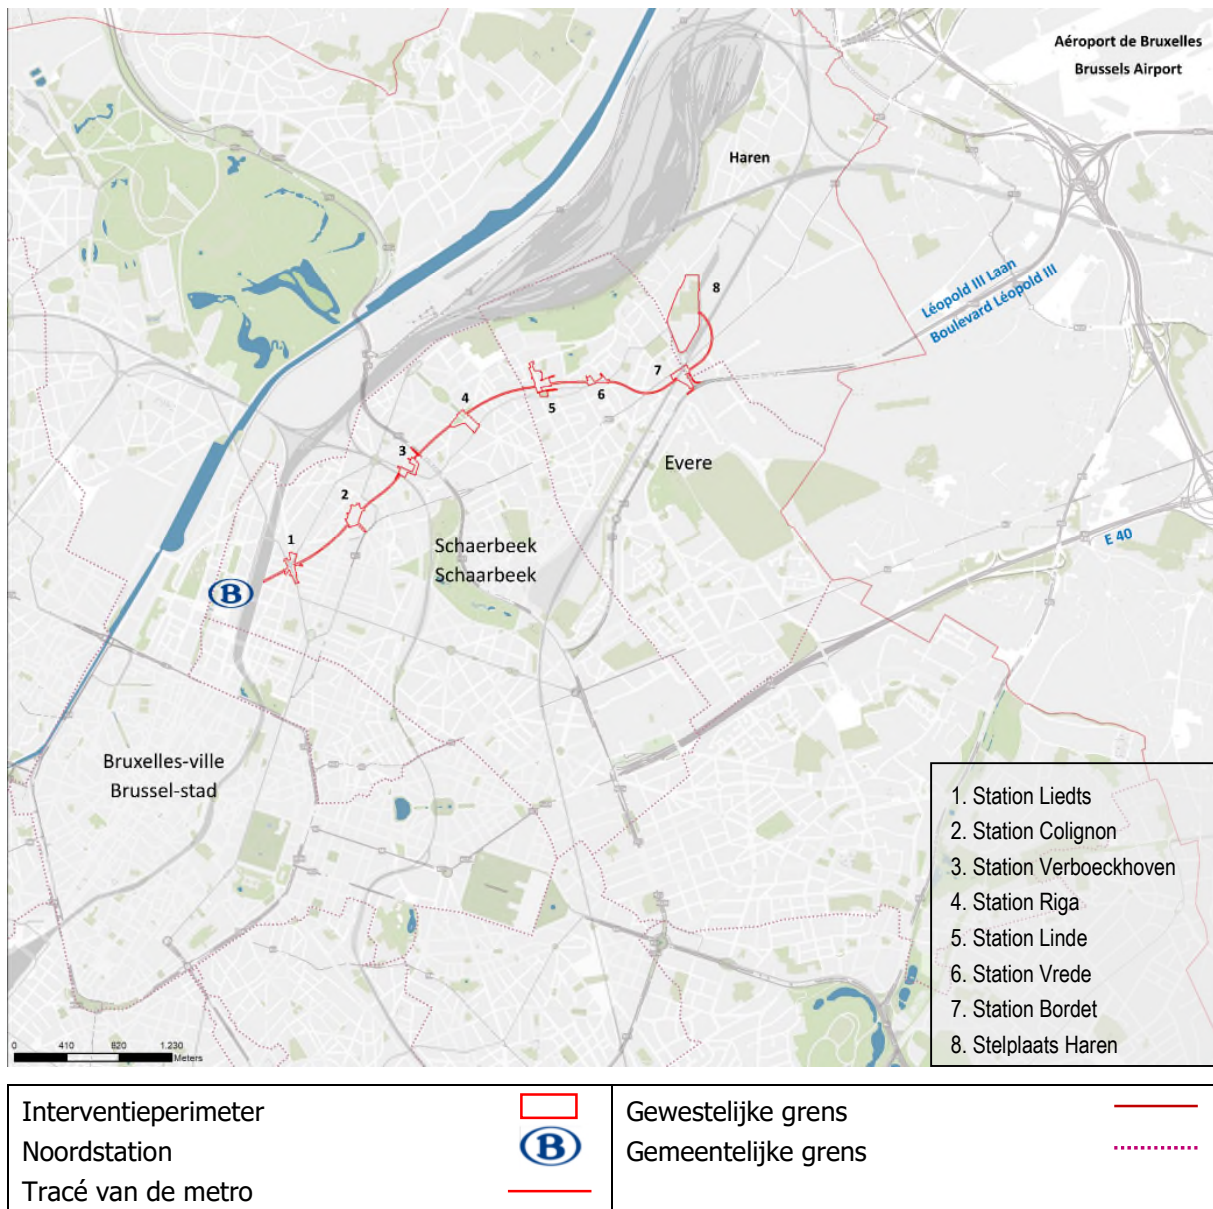 Aéroport de Bruxelles
Brussels Airport
Haren
Léopold III Laan
Boulevard Léopold III
8
7
6
5
4
3
2
1
Evere
E 40
Schaerbeek
Schaarbeek
B
Bruxelles-ville
Brussel-stad
1. Station Liedts
2. Station Colignon
3. Station Verboeckhoven
4. Station Riga
5. Station Linde
6. Station Vrede
7. Station Bordet
8. Stelplaats Haren
0 410 820 1.230
Meters
Interventieperimeter
Noordstation B
Tracé van de metro
Gewestelijke grens
Gemeentelijke grens